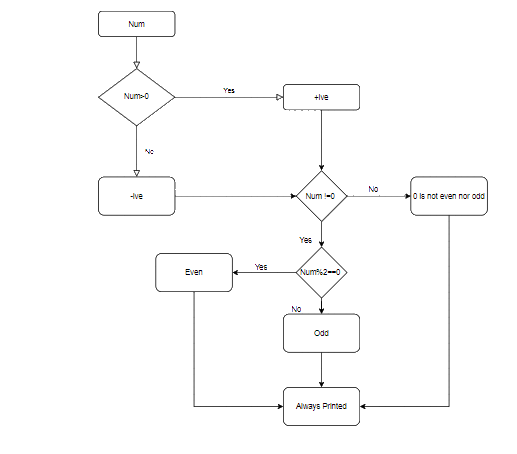 Num
Num>0
Yes
+Ive
No
-Ive
Num !=0
No
0 is not even nor odd
Yes
Even
Yes
Num%2==0
No
Odd
Always Printed